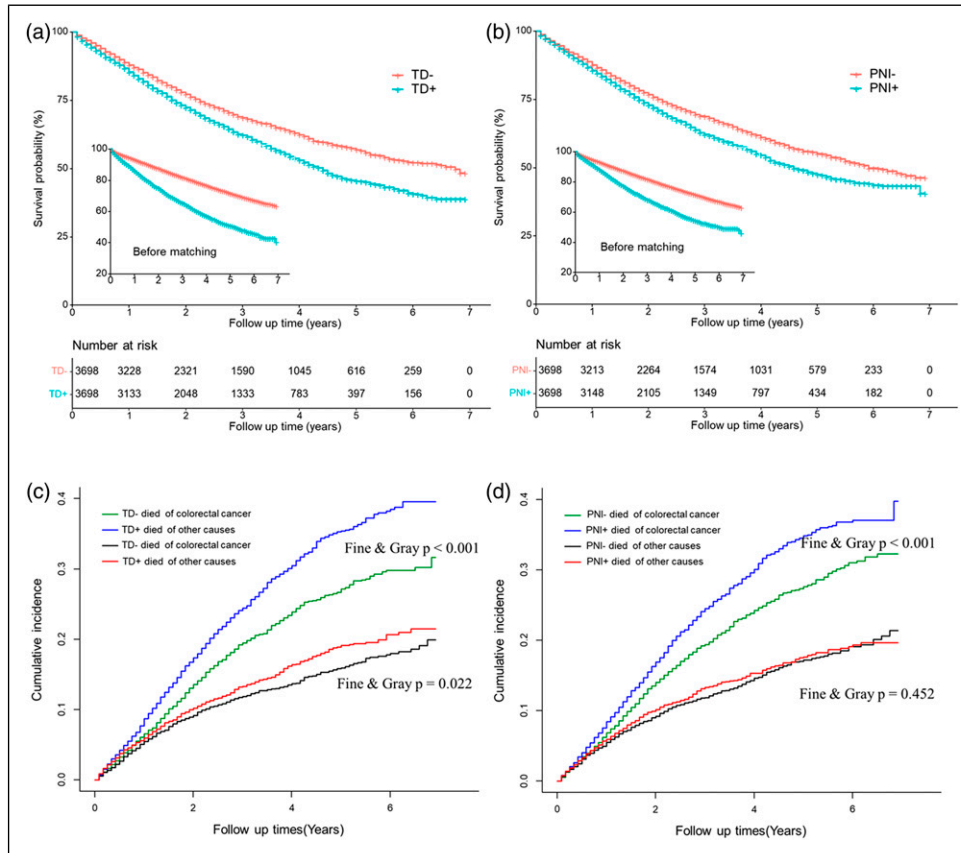 (a)
100
75
50
25
0
Survival probability (%)
TD-
TD+
100
80
60
40
20
Before matching
0 1 2 3 4 5 6 7
0 1 2 3 4 5 6 7
Follow up time (years)
Number at risk
TD- 3698 3228 2321 1590 1045 616 259 0
TD+ 3698 3133 2048 1333 783 397 156 0
0 1 2 3 4 5 6 7
Follow up time (years)
(b)
100
75
50
25
0
Survival probability (%)
PNI-
PNI+
100
80
60
40
20
Before matching
0 1 2 3 4 5 6 7
0 1 2 3 4 5 6 7
Follow up time (years)
Number at risk
PNI- 3698 3213 2264 1574 1031 579 233 0
PNI+ 3698 3148 2105 1349 797 434 182 0
0 1 2 3 4 5 6 7
Follow up time (years)
(c)
0.4
0.3
0.2
0.1
0.0
Cumulative incidence
TD- died of colorectal cancer
TD+ died of other causes
TD- died of colorectal cancer
TD+ died of other causes
Fine & Gray p < 0.001
Fine & Gray p = 0.022
0 2 4 6
Follow up times(Years)
(d)
0.4
0.3
0.2
0.1
0.0
Cumulative incidence
PNI- died of colorectal cancer
PNI+ died of colorectal cancer
PNI- died of other causes
PNI+ died of other causes
Fine & Gray p < 0.001
Fine & Gray p = 0.452
0 2 4 6
Follow up times(Years)